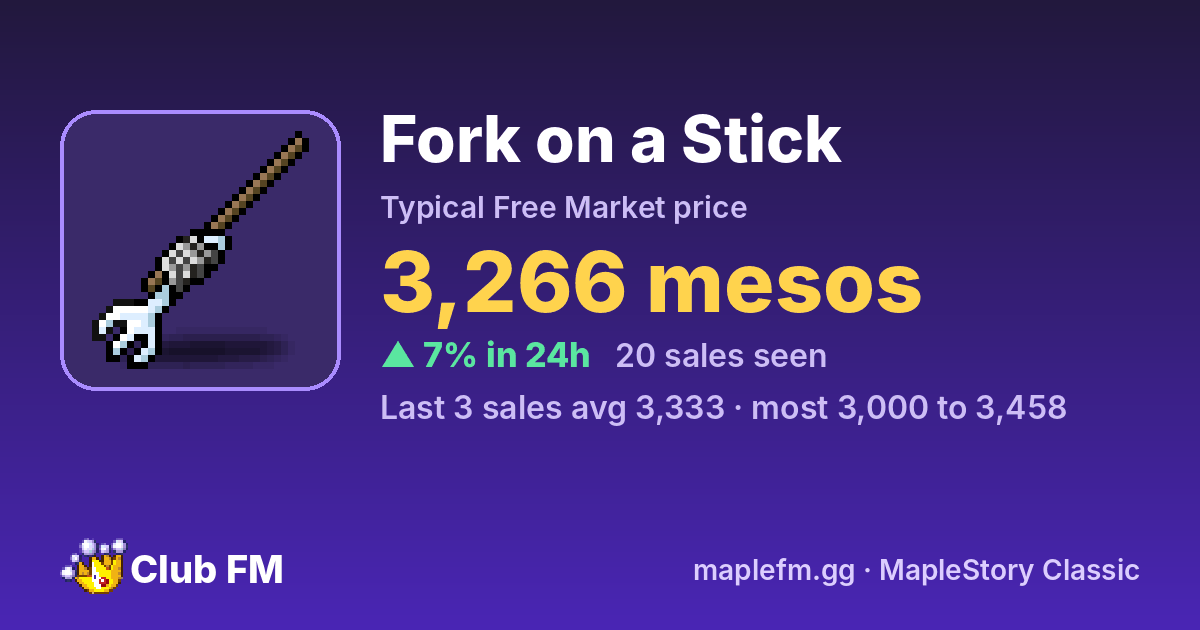 Fork on a Stick
Typical Free Market price
3,266 mesos
▲ 7% in 24h 20 sales seen
Last 3 sales avg 3,333 · most 3,000 to 3,458
Club FM
maplefm.gg · MapleStory Classic